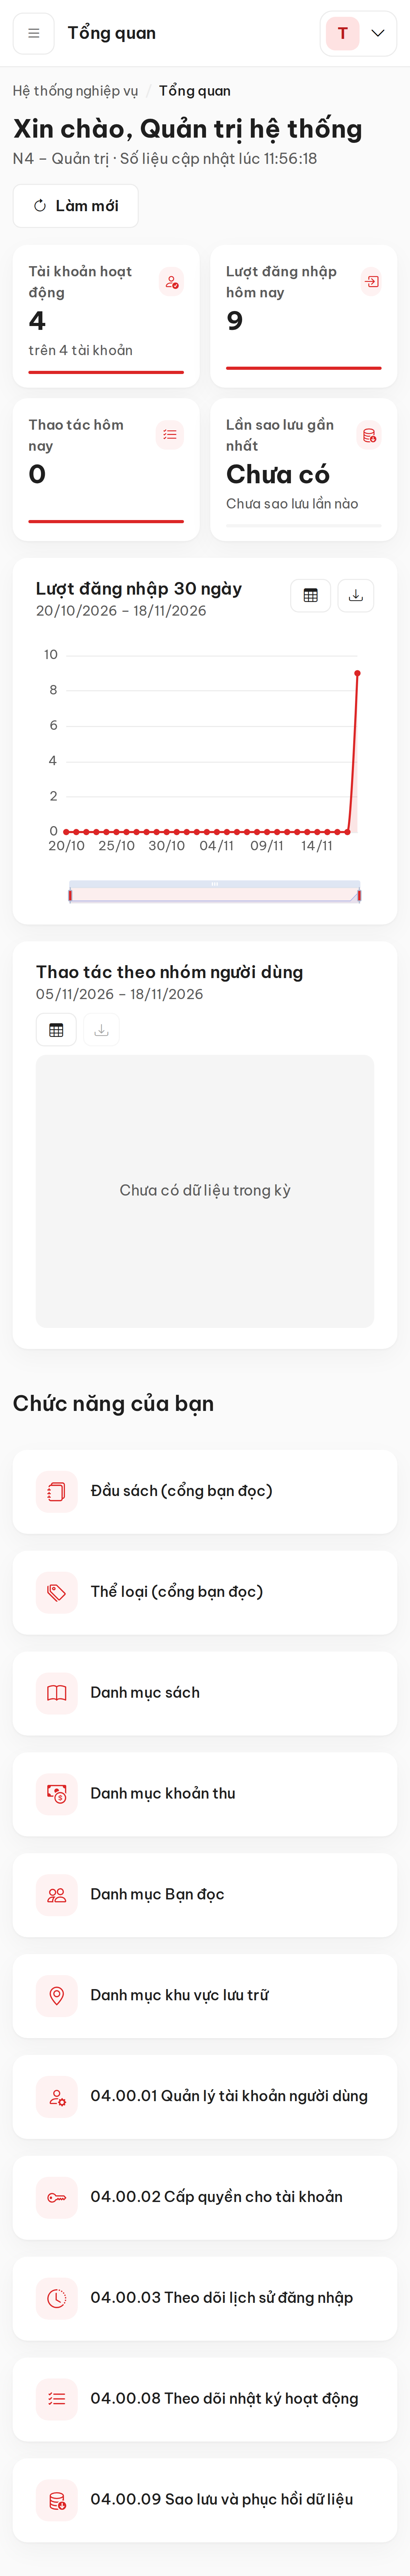 Tổng quan
T
Hệ thống nghiệp vụ / Tổng quan
Xin chào, Quản trị hệ thống
N4 – Quản trị · Số liệu cập nhật lúc 11:56:18
Làm mới
Tài khoản hoạt động
4
trên 4 tài khoản
Lượt đăng nhập hôm nay
9
Thao tác hôm nay
0
Lần sao lưu gần nhất
Chưa có
Chưa sao lưu lần nào
Lượt đăng nhập 30 ngày
20/10/2026 – 18/11/2026
10
8
6
4
2
0
20/10 25/10 30/10 04/11 09/11 14/11
Thao tác theo nhóm người dùng
05/11/2026 – 18/11/2026
Chưa có dữ liệu trong kỳ
Chức năng của bạn
Đầu sách (cổng bạn đọc)
Thể loại (cổng bạn đọc)
Danh mục sách
Danh mục khoản thu
Danh mục Bạn đọc
Danh mục khu vực lưu trữ
04.00.01 Quản lý tài khoản người dùng
04.00.02 Cấp quyền cho tài khoản
04.00.03 Theo dõi lịch sử đăng nhập
04.00.08 Theo dõi nhật ký hoạt động
04.00.09 Sao lưu và phục hồi dữ liệu